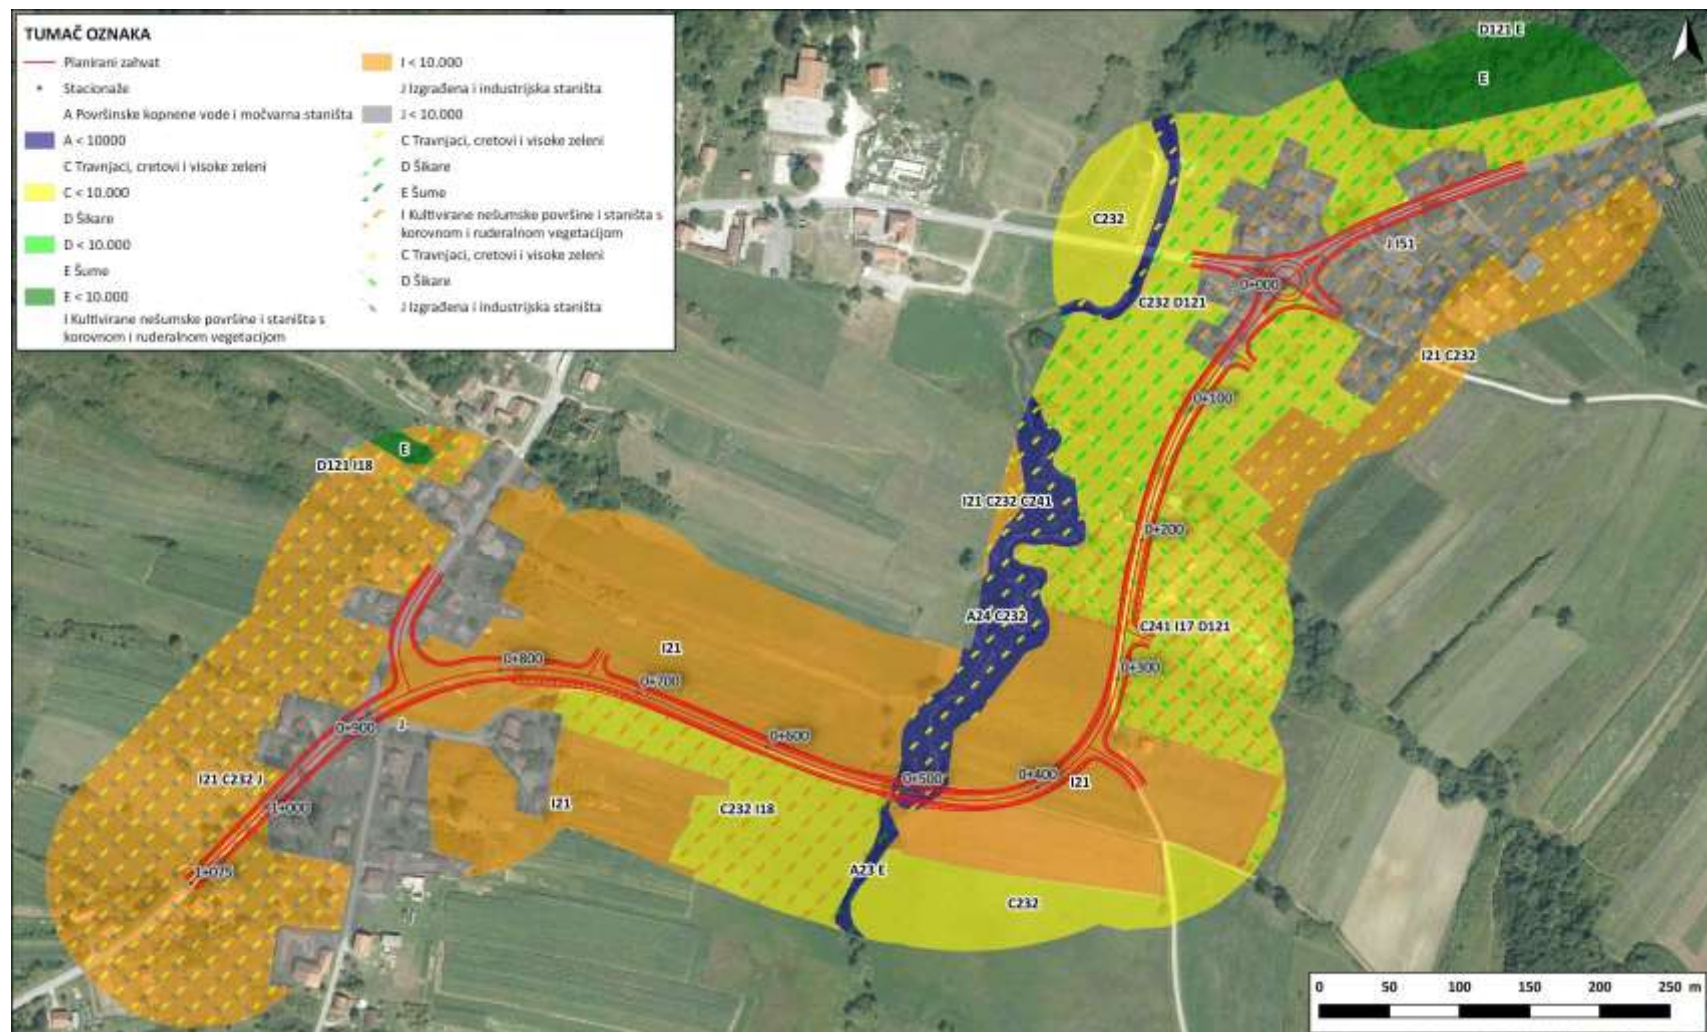 TUMAČ OZNAKA
Planirani zahvat
Stacionaže
A Površinske kopnene vode i močvarna staništa
A < 10000
C Travnjaci, cretovi i visoke zeleni
C < 10.000
D Šikare
D < 10.000
E Šume
E < 10.000
I Kultivirane nešumske površine i staništa s
korovnom i ruderalnom vegetacijom
I < 10.000
J Izgrađena i industrijska staništa
J < 10.000
C Travnjaci, cretovi i visoke zeleni
D Šikare
E Šume
I Kultivirane nešumske površine i staništa s
korovnom i ruderalnom vegetacijom
C Travnjaci, cretovi i visoke zeleni
D Šikare
J Izgrađena i industrijska staništa
D121 E
E
C232
J I51
0+000
C232 D121
I21 C232
0+100
E
D121 I18
I21 C232 C241
0+200
A24 C232
C241 I17 D121
I21
0+800
0+300
0+700
0+900
J
0+600
I21 C232 J
0+500
0+400
I21
1+000
I21
C232 I18
1+075
A23 E
C232
0 50 100 150 200 250 m